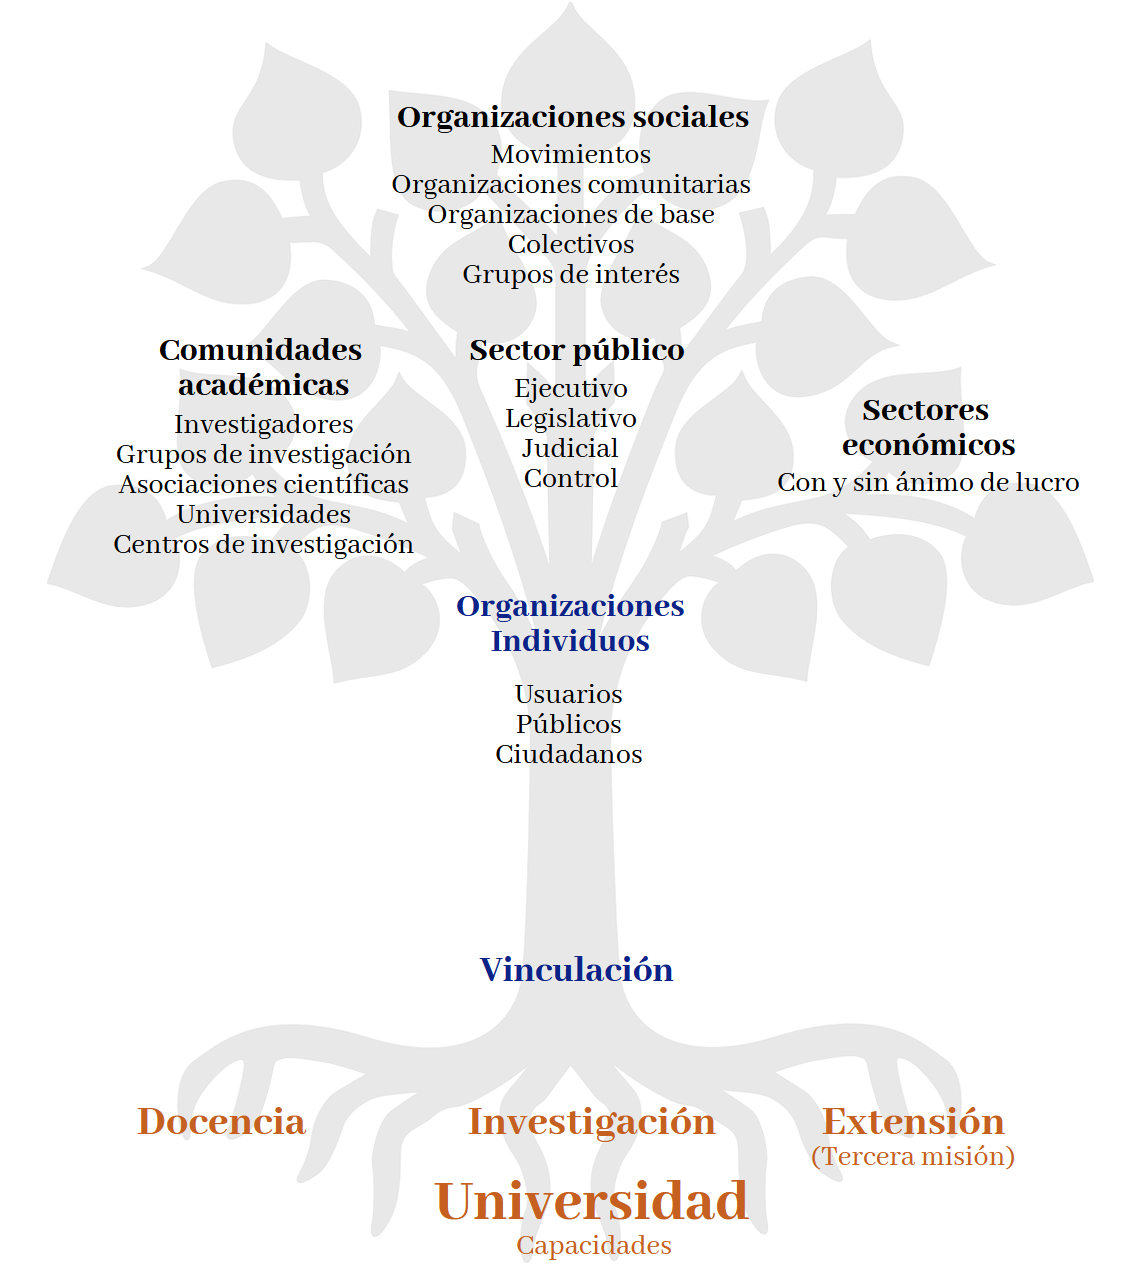 Organizaciones sociales
Movimientos
Organizaciones comunitarias
Organizaciones de base
Colectivos
Grupos de interés
Comunidades
académicas
Investigadores
Grupos de investigación
Asociaciones científicas
Universidades
Centros de investigación
Sector público
Ejecutivo
Legislativo
Judicial
Control
Sectores
económicos
Con y sin ánimo de lucro
Organizaciones
Individuos
Usuarios
Públicos
Ciudadanos
Vinculación
Docencia
Investigación
Extensión
(Tercera misión)
Universidad
Capacidades